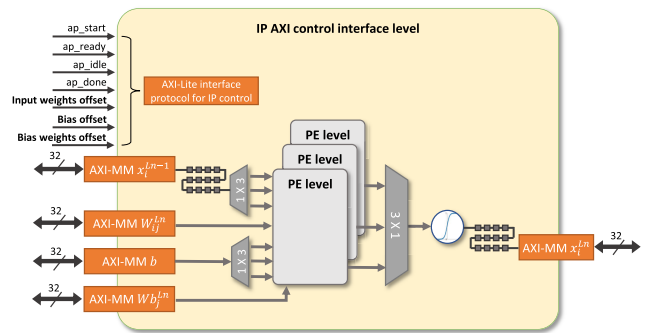 IP AXI control interface level
ap_start
ap_ready
ap_idle
ap_done
Input weights offset
Bias offset
Bias weights offset
AXI-Lite interface
protocol for IP control
PE level
PE level
PE level
32
AXI-MM x_i^{Ln-1}
1 X 3
32
AXI-MM W_{ij}^{Ln}
3 X 1
32
AXI-MM b
1 X 3
32
AXI-MM Wb_j^{Ln}
AXI-MM x_i^{Ln}
32